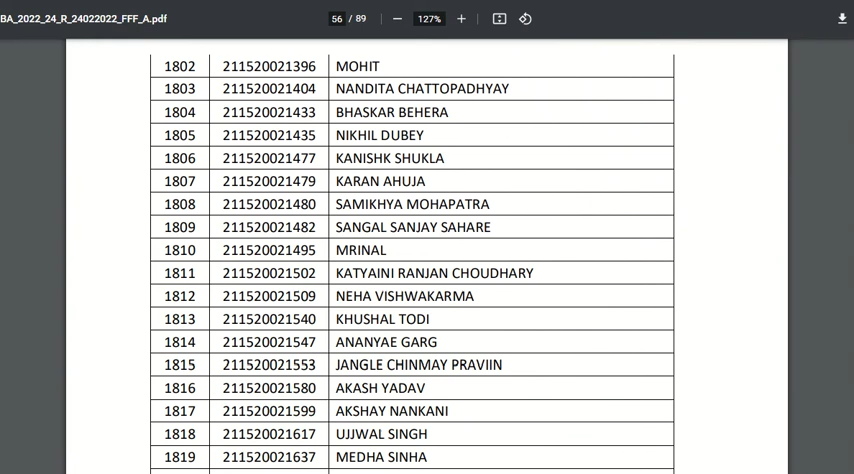 BA_2022_24_R_24022022_FFF_A.pdf 56 / 89 127%
1802 211520021396 MOHIT
1803 211520021404 NANDITA CHATTOPADHYAY
1804 211520021433 BHASKAR BEHERA
1805 211520021435 NIKHIL DUBEY
1806 211520021477 KANISHK SHUKLA
1807 211520021479 KARAN AHUJA
1808 211520021480 SAMIKHYA MOHAPATRA
1809 211520021482 SANGAL SANJAY SAHARE
1810 211520021495 MRINAL
1811 211520021502 KATYAINI RANJAN CHOUDHARY
1812 211520021509 NEHA VISHWAKARMA
1813 211520021540 KHUSHAL TODI
1814 211520021547 ANANYAE GARG
1815 211520021553 JANGLE CHINMAY PRAVIIN
1816 211520021580 AKASH YADAV
1817 211520021599 AKSHAY NANKANI
1818 211520021617 UJJWAL SINGH
1819 211520021637 MEDHA SINHA